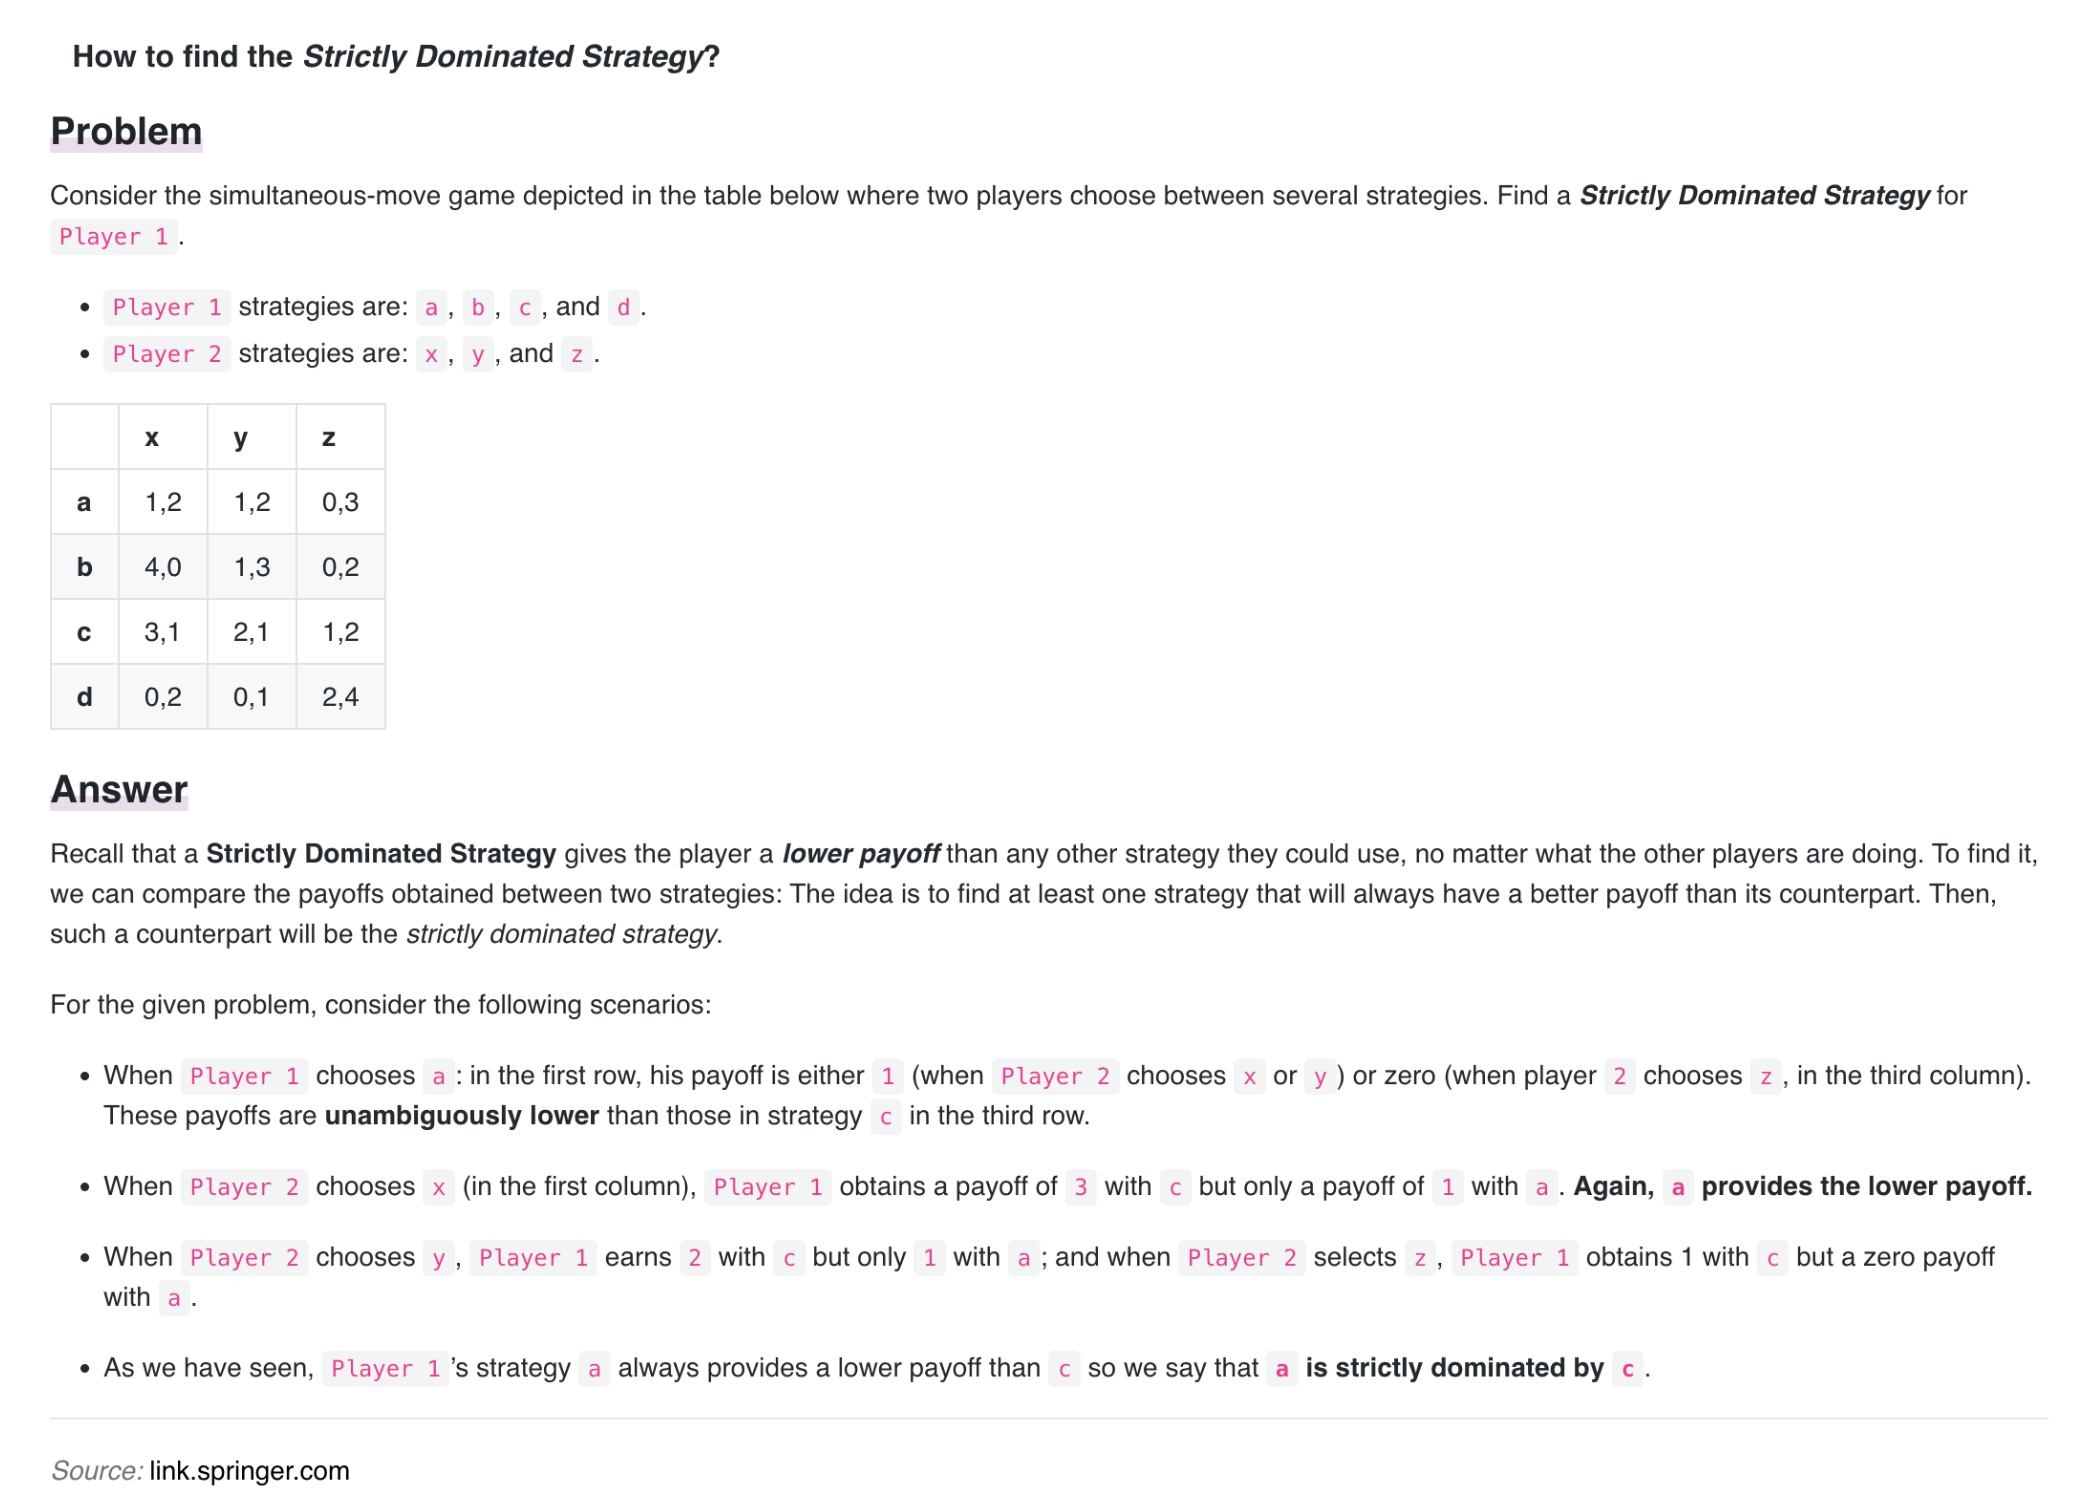 How to find the Strictly Dominated Strategy?
Problem
Consider the simultaneous-move game depicted in the table below where two players choose between several strategies. Find a Strictly Dominated Strategy for
Player 1.
• Player 1 strategies are: a, b, c, and d.
• Player 2 strategies are: x, y, and z.
x y z
a 1,2 1,2 0,3
b 4,0 1,3 0,2
c 3,1 2,1 1,2
d 0,2 0,1 2,4
Answer
Recall that a Strictly Dominated Strategy gives the player a lower payoff than any other strategy they could use, no matter what the other players are doing. To find it,
we can compare the payoffs obtained between two strategies: The idea is to find at least one strategy that will always have a better payoff than its counterpart. Then,
such a counterpart will be the strictly dominated strategy.
For the given problem, consider the following scenarios:
• When Player 1 chooses a: in the first row, his payoff is either 1 (when Player 2 chooses x or y) or zero (when player 2 chooses z, in the third column).
These payoffs are unambiguously lower than those in strategy c in the third row.
• When Player 2 chooses x (in the first column), Player 1 obtains a payoff of 3 with c but only a payoff of 1 with a. Again, a provides the lower payoff.
• When Player 2 chooses y, Player 1 earns 2 with c but only 1 with a; and when Player 2 selects z, Player 1 obtains 1 with c but a zero payoff
with a.
• As we have seen, Player 1's strategy a always provides a lower payoff than c so we say that a is strictly dominated by c.
Source: link.springer.com